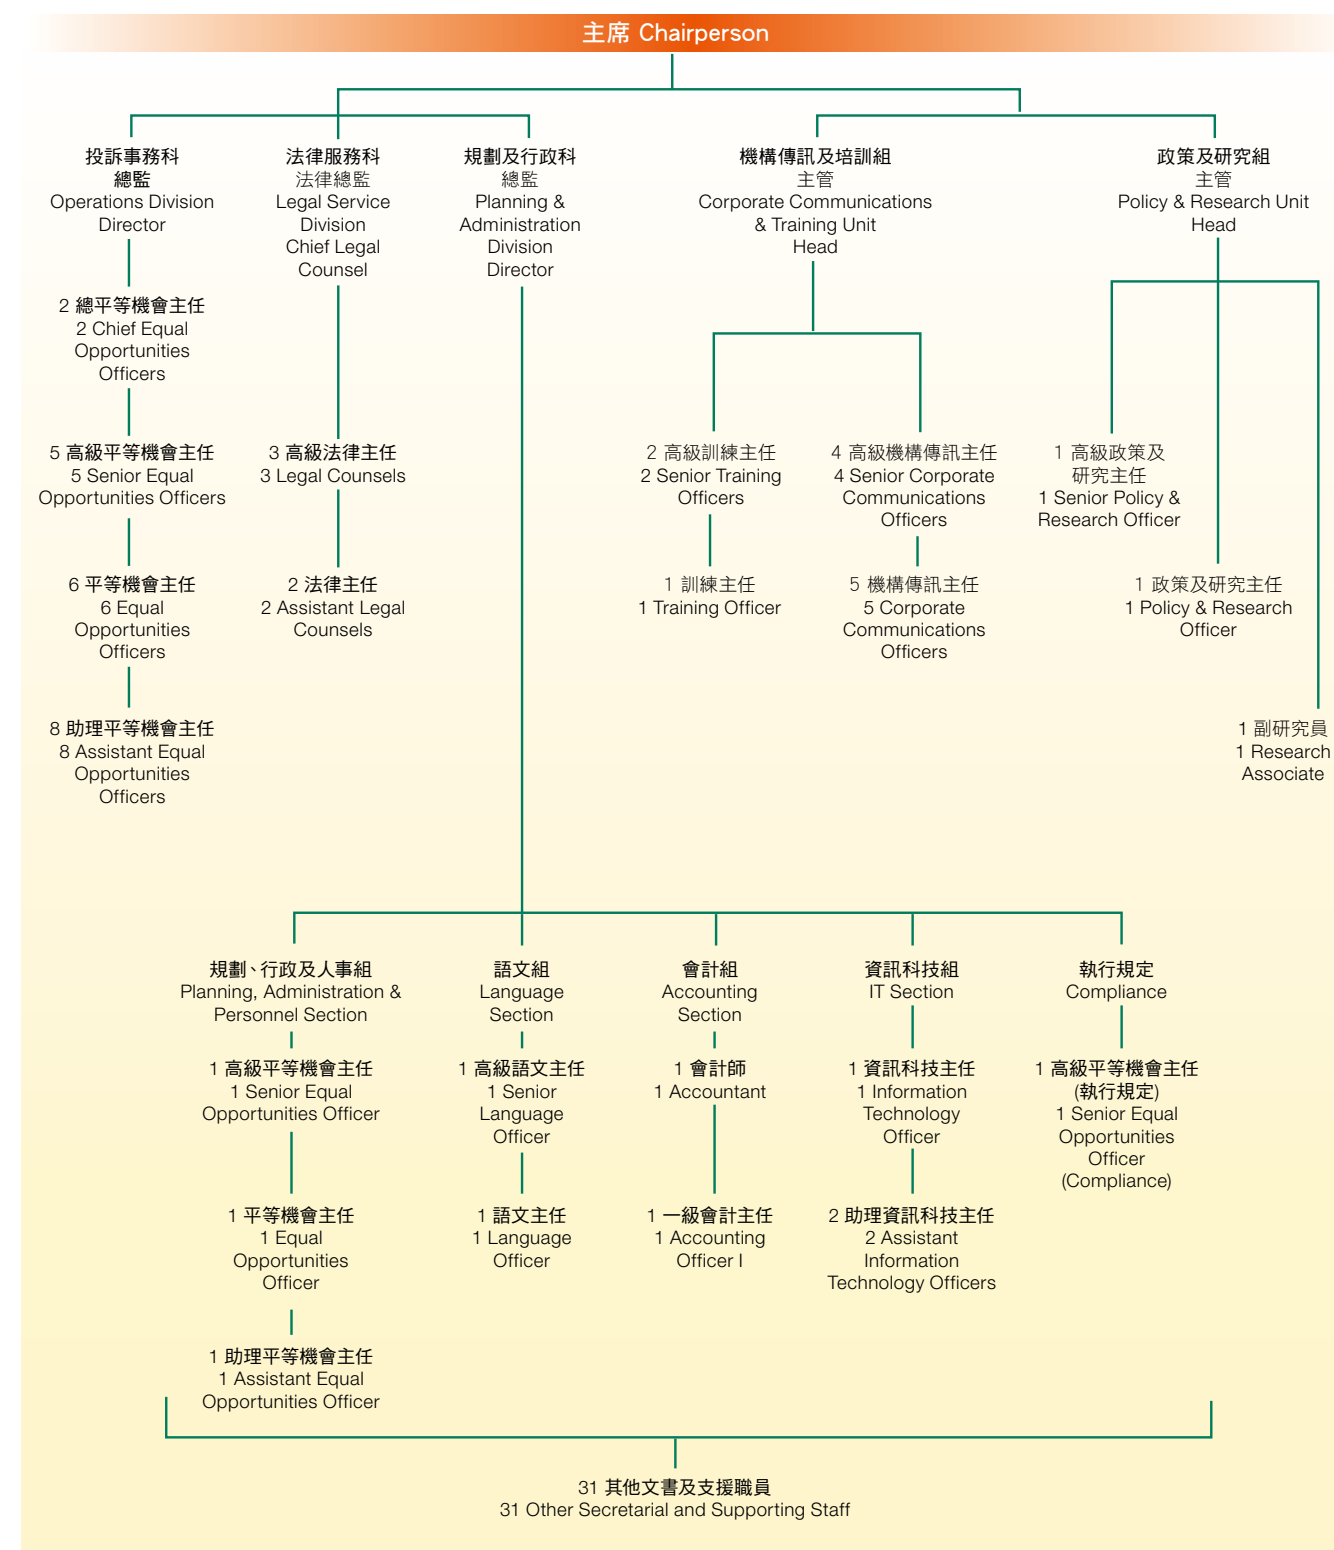 主席 Chairperson
投訴事務科
總監
Operations Division
Director
法律服務科
法律總監
Legal Service
Division
Chief Legal
Counsel
規劃及行政科
總監
Planning &
Administration
Division
Director
機構傳訊及培訓組
主管
Corporate Communications
& Training Unit
Head
政策及研究組
主管
Policy & Research Unit
Head
2 總平等機會主任
2 Chief Equal
Opportunities
Officers
5 高級平等機會主任
5 Senior Equal
Opportunities Officers
3 高級法律主任
3 Legal Counsels
2 高級訓練主任
2 Senior Training
Officers
4 高級機構傳訊主任
4 Senior Corporate
Communications
Officers
1 高級政策及
研究主任
1 Senior Policy &
Research Officer
6 平等機會主任
6 Equal
Opportunities
Officers
2 法律主任
2 Assistant Legal
Counsels
1 訓練主任
1 Training Officer
5 機構傳訊主任
5 Corporate
Communications
Officers
1 政策及研究主任
1 Policy & Research
Officer
8 助理平等機會主任
8 Assistant Equal
Opportunities
Officers
1 副研究員
1 Research
Associate
規劃、行政及人事組
Planning, Administration &
Personnel Section
語文組
Language
Section
會計組
Accounting
Section
資訊科技組
IT Section
執行規定
Compliance
1 高級平等機會主任
1 Senior Equal
Opportunities Officer
1 高級語文主任
1 Senior
Language
Officer
1 會計師
1 Accountant
1 資訊科技主任
1 Information
Technology
Officer
1 高級平等機會主任
(執行規定)
1 Senior Equal
Opportunities
Officer
(Compliance)
1 平等機會主任
1 Equal
Opportunities
Officer
1 語文主任
1 Language
Officer
1 一級會計主任
1 Accounting
Officer I
2 助理資訊科技主任
2 Assistant
Information
Technology Officers
1 助理平等機會主任
1 Assistant Equal
Opportunities Officer
31 其他文書及支援職員
31 Other Secretarial and Supporting Staff